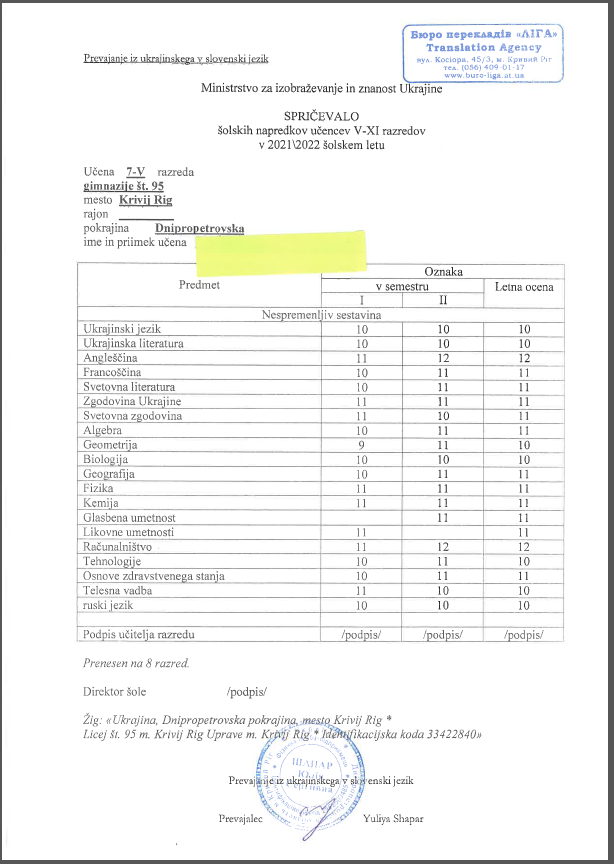 Бюро перекладів «ЛІГА»
Translation Agency
вул. Косіора, 45/3, м. Кривий Ріг
тел. (056) 409-01-17
www.buro-liga.at.ua
Prevajanje iz ukrajinskega v slovenski jezik
Ministrstvo za izobraževanje in znanost Ukrajine
SPRIČEVALO
šolskih napredkov učencev V-XI razredov
v 2021\2022 šolskem letu
Učena 7-V razreda
gimnazije št. 95
mesto Krivij Rig
rajon
pokrajina Dnipropetrovska
ime in priimek učena
Predmet Oznaka
v semestru Letna ocena
I II
Nespremenljiv sestavina
Ukrajinski jezik 10 10 10
Ukrajinska literatura 10 10 10
Angleščina 11 12 12
Francoščina 10 11 11
Svetovna literatura 10 11 11
Zgodovina Ukrajine 11 11 11
Svetovna zgodovina 11 10 11
Algebra 10 11 11
Geometrija 9 11 10
Biologija 10 10 10
Geografija 10 11 11
Fizika 11 11 11
Kemija 11 11 11
Glasbena umetnost 11 11
Likovne umetnosti 11 11
Računalništvo 11 12 12
Tehnologije 10 11 10
Osnove zdravstvenega stanja 10 11 11
Telesna vadba 11 10 10
ruski jezik 10 10 10
Podpis učitelja razredu /podpis/ /podpis/ /podpis/
Prenesen na 8 razred.
Direktor šole /podpis/
Žig: «Ukrajina, Dnipropetrovska pokrajina, mesto Krivij Rig *
Licej št. 95 m. Krivij Rig Uprave m. Krivij Rig * Identifikacijska koda 33422840»
ШАПАР
Юлія
Сергіївна
Prevajanje iz ukrajinskega v slovenski jezik
Prevajalec Yuliya Shapar